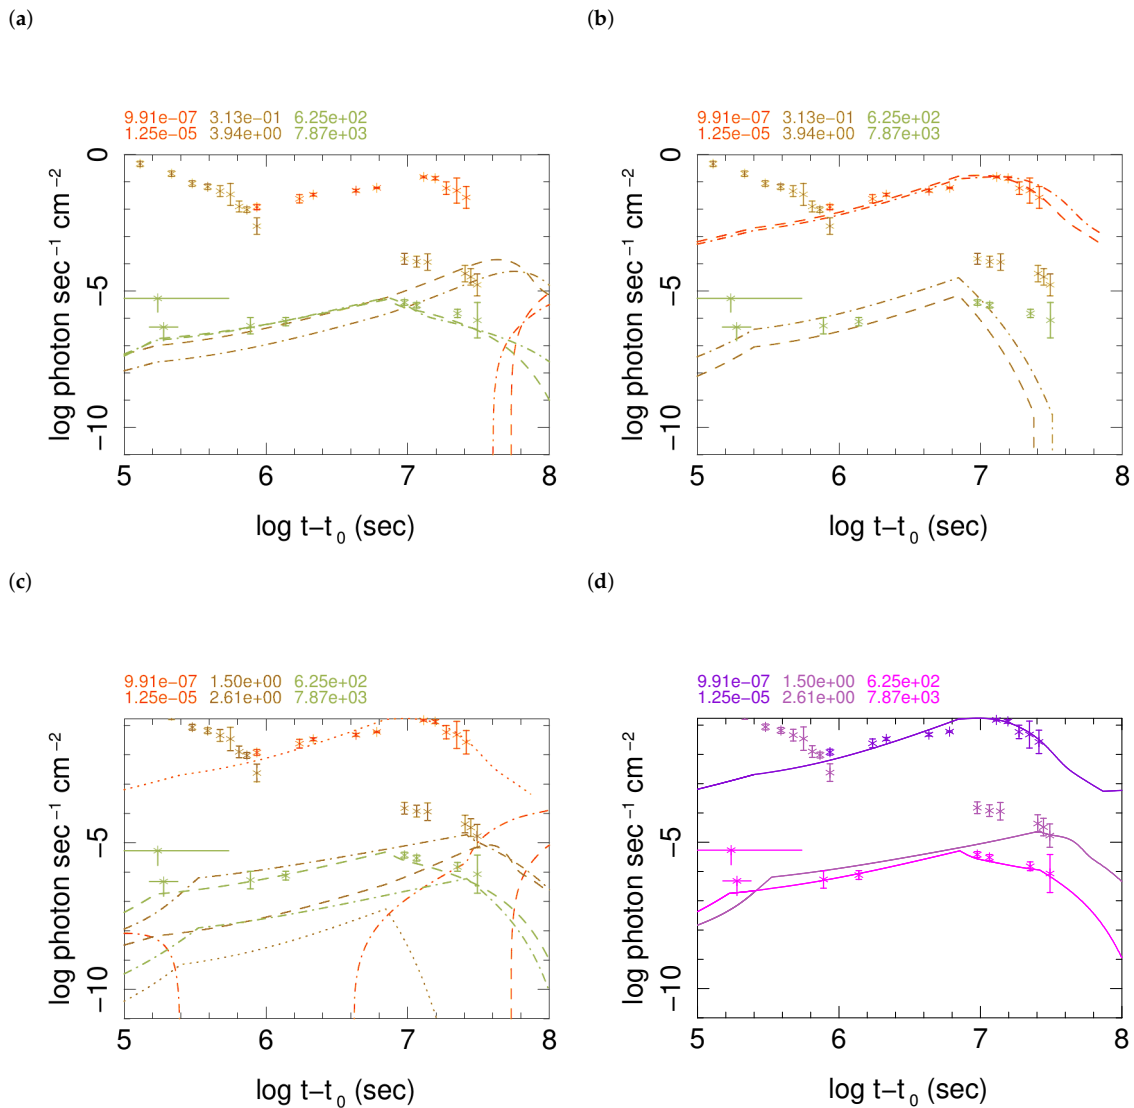 (a)
9.91e−07 3.13e−01 6.25e+02
1.25e−05 3.94e+00 7.87e+03
log photon sec−1 cm−2
0
−5
−10
5 6 7 8
log t−t0 (sec)
(b)
9.91e−07 3.13e−01 6.25e+02
1.25e−05 3.94e+00 7.87e+03
log photon sec−1 cm−2
0
−5
−10
5 6 7 8
log t−t0 (sec)
(c)
9.91e−07 1.50e+00 6.25e+02
1.25e−05 2.61e+00 7.87e+03
log photon sec−1 cm−2
−5
−10
5 6 7 8
log t−t0 (sec)
(d)
9.91e−07 1.50e+00 6.25e+02
1.25e−05 2.61e+00 7.87e+03
log photon sec−1 cm−2
−5
−10
5 6 7 8
log t−t0 (sec)